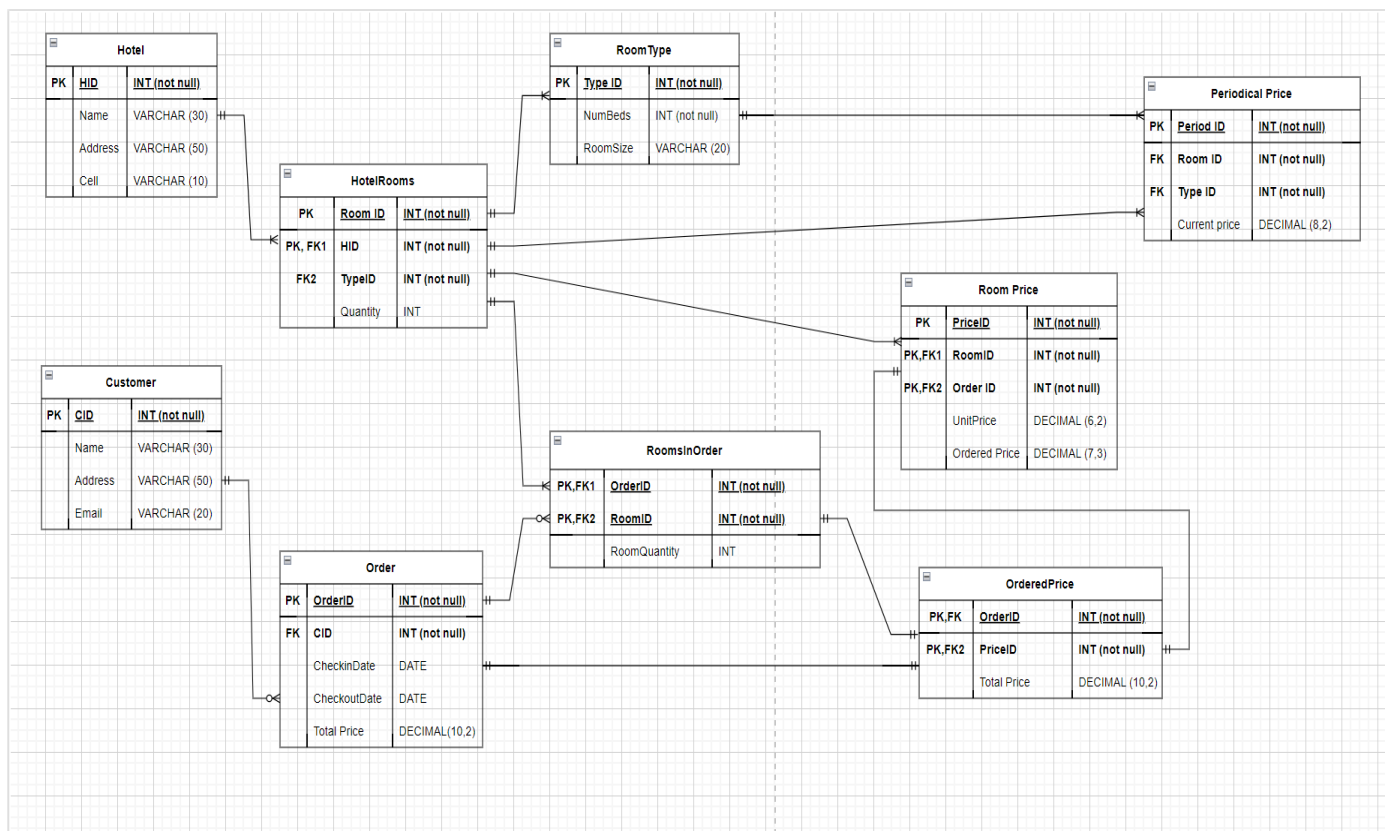 Hotel
PK HID INT (not null)
Name VARCHAR (30)
Address VARCHAR (50)
Cell VARCHAR (10)
RoomType
PK Type ID INT (not null)
NumBeds INT (not null)
RoomSize VARCHAR (20)
Periodical Price
PK Period ID INT (not null)
FK Room ID INT (not null)
FK Type ID INT (not null)
Current price DECIMAL (8,2)
HotelRooms
PK Room ID INT (not null)
PK, FK1 HID INT (not null)
FK2 TypeID INT (not null)
Quantity INT
Room Price
PK PriceID INT (not null)
PK,FK1 RoomID INT (not null)
PK,FK2 Order ID INT (not null)
UnitPrice DECIMAL (6,2)
Ordered Price DECIMAL (7,3)
Customer
PK CID INT (not null)
Name VARCHAR (30)
Address VARCHAR (50)
Email VARCHAR (20)
RoomsInOrder
PK,FK1 OrderID INT (not null)
PK,FK2 RoomID INT (not null)
RoomQuantity INT
Order
PK OrderID INT (not null)
FK CID INT (not null)
CheckinDate DATE
CheckoutDate DATE
Total Price DECIMAL(10,2)
OrderedPrice
PK,FK OrderID INT (not null)
PK,FK2 PriceID INT (not null)
Total Price DECIMAL (10,2)